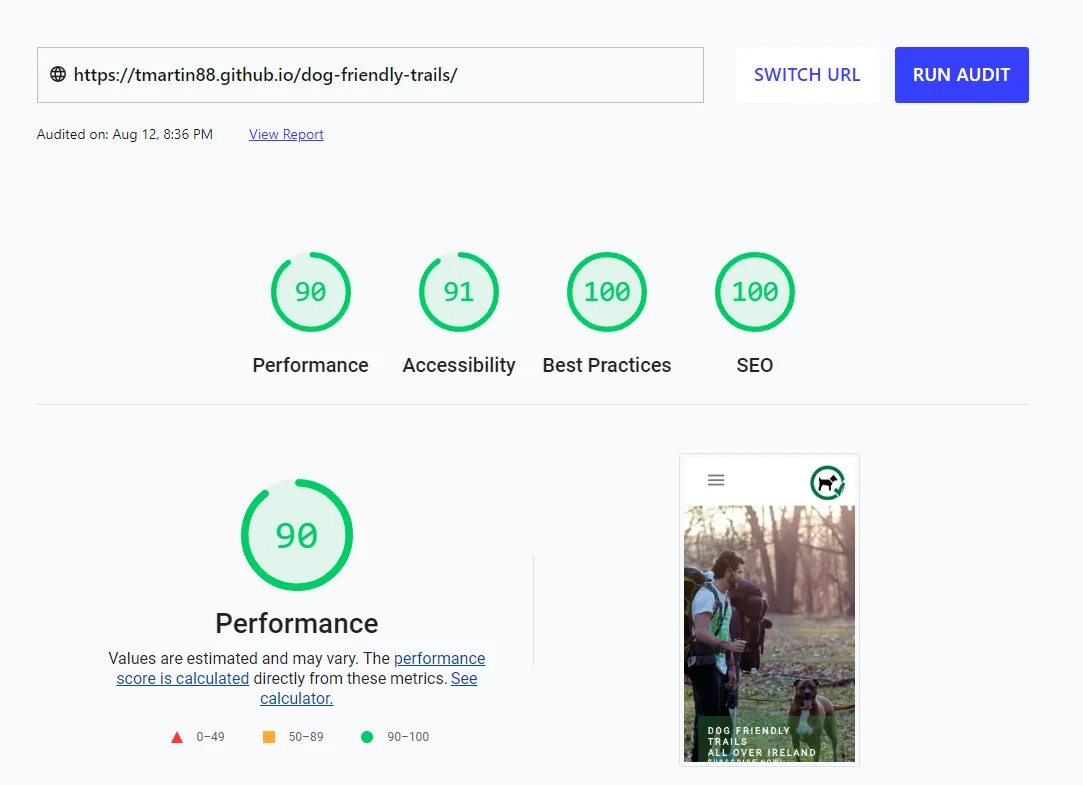 https://tmartin88.github.io/dog-friendly-trails/
SWITCH URL
RUN AUDIT
Audited on: Aug 12, 8:36 PM
View Report
90
91
100
100
Performance
Accessibility
Best Practices
SEO
90
Performance
Values are estimated and may vary. The performance
score is calculated directly from these metrics. See
calculator.
0–49
50–89
90–100
DOG FRIENDLY
TRAILS
ALL OVER IRELAND
SUBSCRIBE NOW!